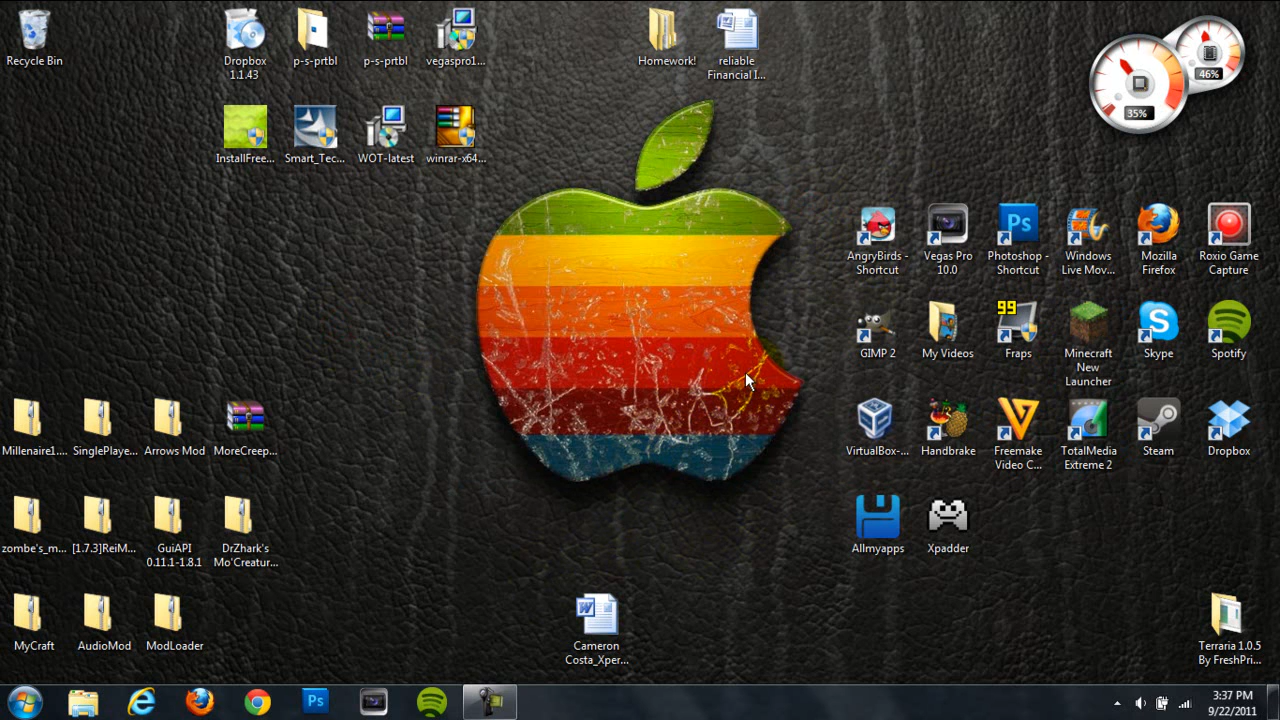 Recycle Bin
Dropbox
1.1.43
p-s-prtbl
p-s-prtbl
vegaspro1...
Homework!
reliable
Financial I...
46%
35%
InstallFree...
Smart_Tec...
WOT-latest
winrar-x64...
AngryBirds -
Shortcut
Vegas Pro
10.0
Ps
Photoshop -
Shortcut
Windows
Live Mov...
Mozilla
Firefox
Roxio Game
Capture
GIMP 2
My Videos
99
Fraps
Minecraft
New
Launcher
Skype
Spotify
Millenaire1....
SinglePlaye...
Arrows Mod
MoreCreep...
VirtualBox-...
Handbrake
Freemake
Video C...
TotalMedia
Extreme 2
Steam
Dropbox
zombe's_m...
[1.7.3]ReiM...
GuiAPI
0.11.1-1.8.1
DrZhark's
Mo'Creatur...
Allmyapps
Xpadder
MyCraft
AudioMod
ModLoader
Cameron
Costa_Xper...
Terraria 1.0.5
By FreshPri...
Ps
3:37 PM
9/22/2011